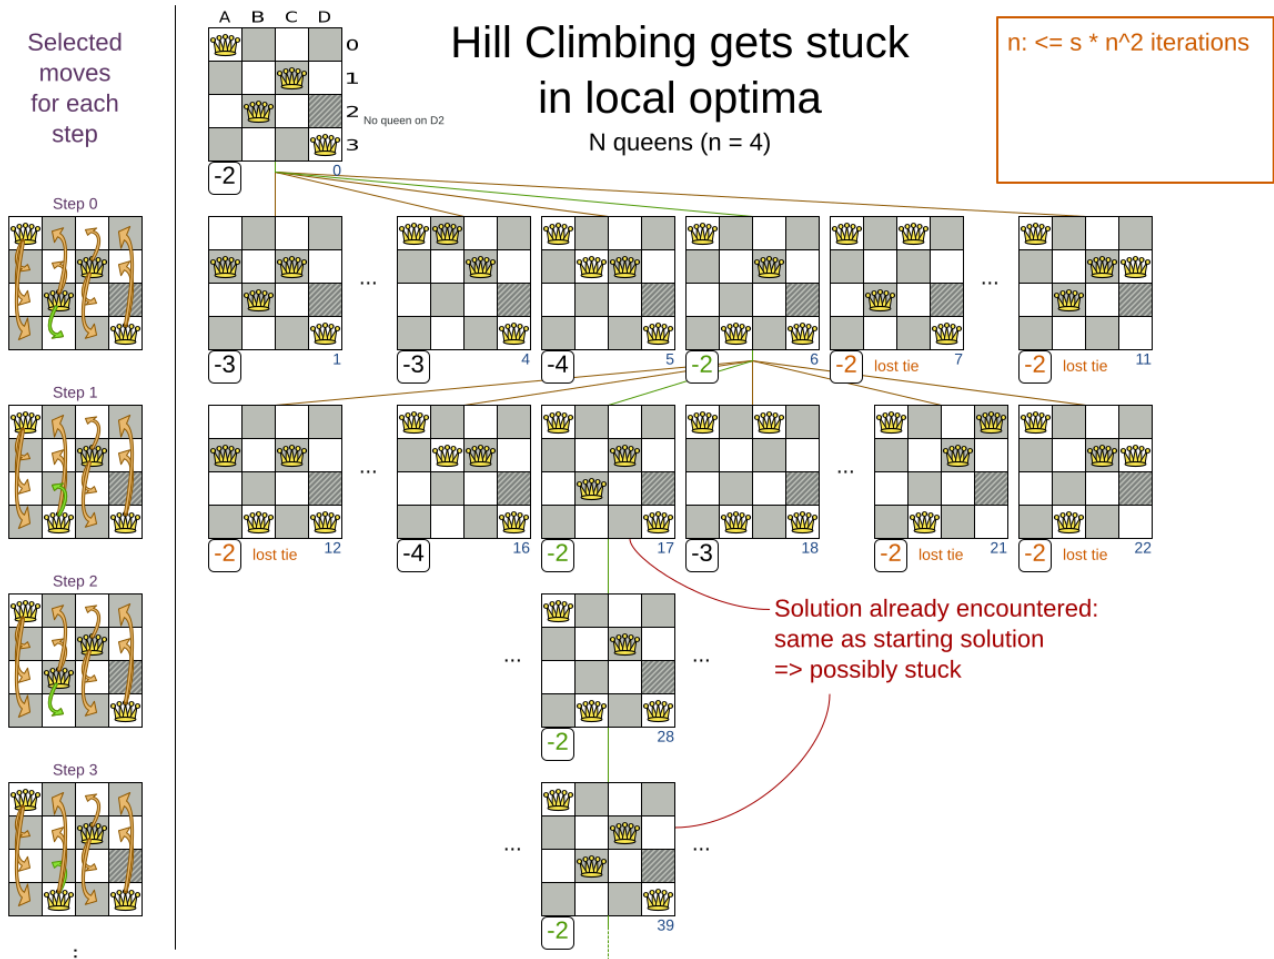 Selected
moves
for each
step
A B C D
0
1
2
3
No queen on D2
-2
0
Hill Climbing gets stuck
in local optima
N queens (n = 4)
n: <= s * n^2 iterations
Step 0
...
...
-3
1
-3
4
-4
5
-2
6
-2
lost tie
7
-2
lost tie
11
Step 1
...
...
-2
lost tie
12
-4
16
-2
17
-3
18
-2
lost tie
21
-2
lost tie
22
Step 2
...
...
-2
28
Solution already encountered:
same as starting solution
=> possibly stuck
Step 3
...
...
-2
39
: